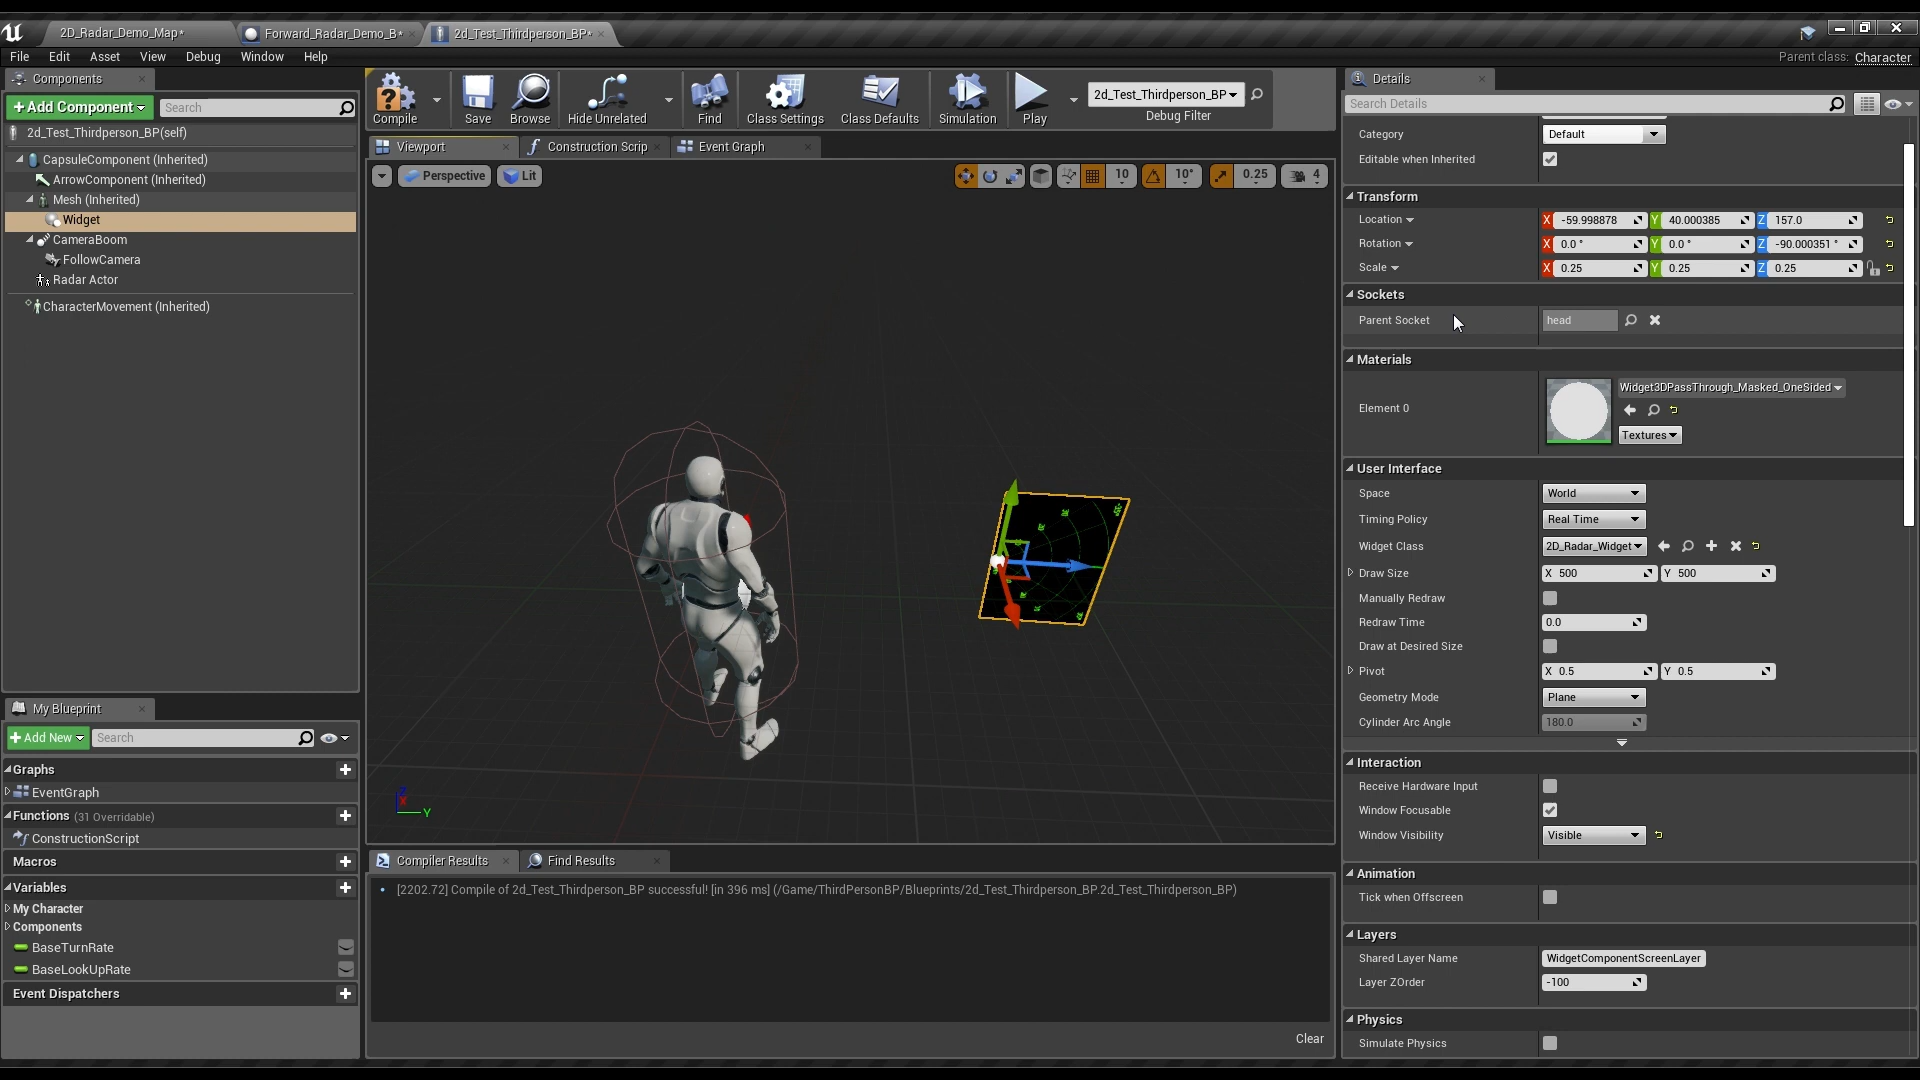 2D_Radar_Demo_Map*
Forward_Radar_Demo_B*
2d_Test_Thirdperson_BP*
File Edit Asset View Debug Window Help
Parent class: Character
Components
+ Add Component
Search
2d_Test_Thirdperson_BP(self)
CapsuleComponent (Inherited)
ArrowComponent (Inherited)
Mesh (Inherited)
Widget
CameraBoom
FollowCamera
Radar Actor
CharacterMovement (Inherited)
My Blueprint
+ Add New
Search
Graphs
EventGraph
Functions (31 Overridable)
ConstructionScript
Macros
Variables
My Character
Components
BaseTurnRate
BaseLookUpRate
Event Dispatchers
Compile
Save
Browse
Hide Unrelated
Find
Class Settings
Class Defaults
Simulation
Play
2d_Test_Thirdperson_BP
Debug Filter
Viewport
Construction Scrip
Event Graph
Perspective
Lit
10
10°
0.25
4
Z
X
Y
Compiler Results
Find Results
[2202.72] Compile of 2d_Test_Thirdperson_BP successful! [in 396 ms] (/Game/ThirdPersonBP/Blueprints/2d_Test_Thirdperson_BP.2d_Test_Thirdperson_BP)
Clear
Details
Search Details
Category Default
Editable when Inherited
Transform
Location X -59.998878 Y 40.000385 Z 157.0
Rotation X 0.0 ° Y 0.0 ° Z -90.000351 °
Scale X 0.25 Y 0.25 Z 0.25
Sockets
Parent Socket head
Materials
Element 0
Widget3DPassThrough_Masked_OneSided
Textures
User Interface
Space World
Timing Policy Real Time
Widget Class 2D_Radar_Widget
Draw Size X 500 Y 500
Manually Redraw
Redraw Time 0.0
Draw at Desired Size
Pivot X 0.5 Y 0.5
Geometry Mode Plane
Cylinder Arc Angle 180.0
Interaction
Receive Hardware Input
Window Focusable
Window Visibility Visible
Animation
Tick when Offscreen
Layers
Shared Layer Name WidgetComponentScreenLayer
Layer ZOrder -100
Physics
Simulate Physics